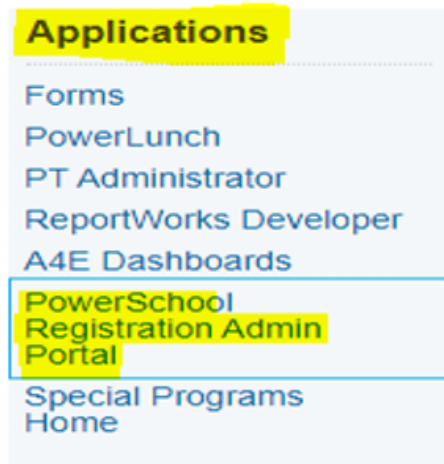 Applications
Forms
PowerLunch
PT Administrator
ReportWorks Developer
A4E Dashboards
PowerSchool
Registration Admin
Portal
Special Programs
Home